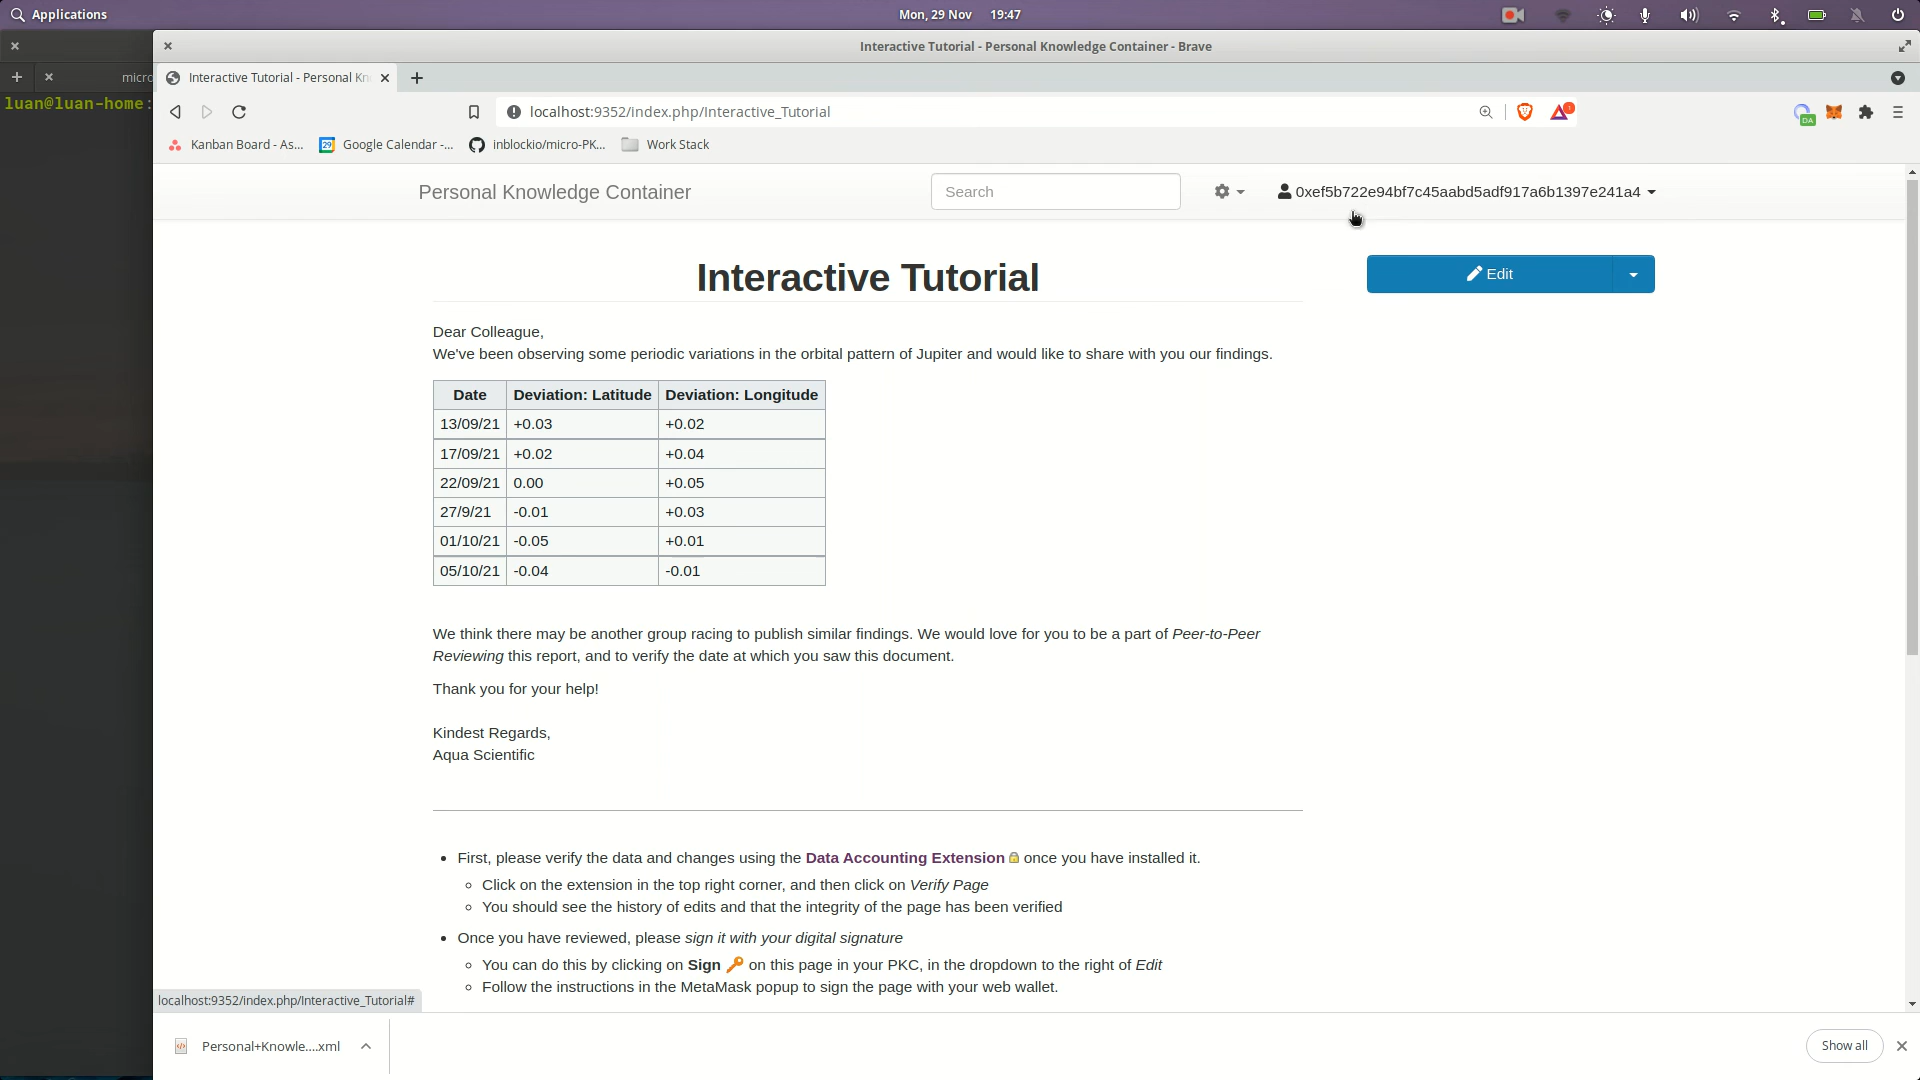 Applications
Mon, 29 Nov 19:47
Interactive Tutorial - Personal Knowledge Container - Brave
micro
Interactive Tutorial - Personal Kn
luan@luan-home:
localhost:9352/index.php/Interactive_Tutorial
DA
Kanban Board - As...
29
Google Calendar -...
inblockio/micro-PK...
Work Stack
Personal Knowledge Container
Search
0xef5b722e94bf7c45aabd5adf917a6b1397e241a4
Interactive Tutorial
Edit
Dear Colleague,
We've been observing some periodic variations in the orbital pattern of Jupiter and would like to share with you our findings.
Date Deviation: Latitude Deviation: Longitude
13/09/21 +0.03 +0.02
17/09/21 +0.02 +0.04
22/09/21 0.00 +0.05
27/9/21 -0.01 +0.03
01/10/21 -0.05 +0.01
05/10/21 -0.04 -0.01
We think there may be another group racing to publish similar findings. We would love for you to be a part of Peer-to-Peer
Reviewing this report, and to verify the date at which you saw this document.
Thank you for your help!
Kindest Regards,
Aqua Scientific
First, please verify the data and changes using the Data Accounting Extension once you have installed it.
Click on the extension in the top right corner, and then click on Verify Page
You should see the history of edits and that the integrity of the page has been verified
Once you have reviewed, please sign it with your digital signature
You can do this by clicking on Sign on this page in your PKC, in the dropdown to the right of Edit
Follow the instructions in the MetaMask popup to sign the page with your web wallet.
localhost:9352/index.php/Interactive_Tutorial#
Personal+Knowle....xml
Show all